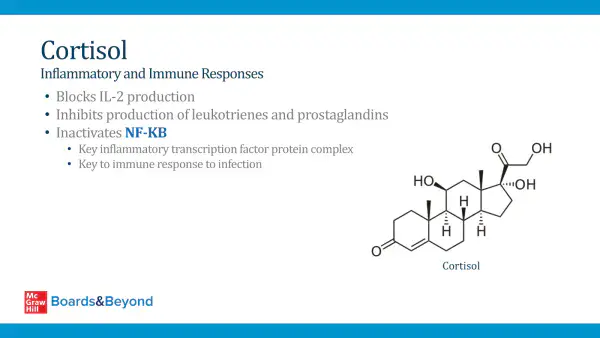 Cortisol
Inflammatory and Immune Responses
• Blocks IL-2 production
• Inhibits production of leukotrienes and prostaglandins
• Inactivates NF-KB
• Key inflammatory transcription factor protein complex
• Key to immune response to infection
O
OH
HO
OH
H
H
H
O
Cortisol
Mc
Graw
Hill
Boards&Beyond